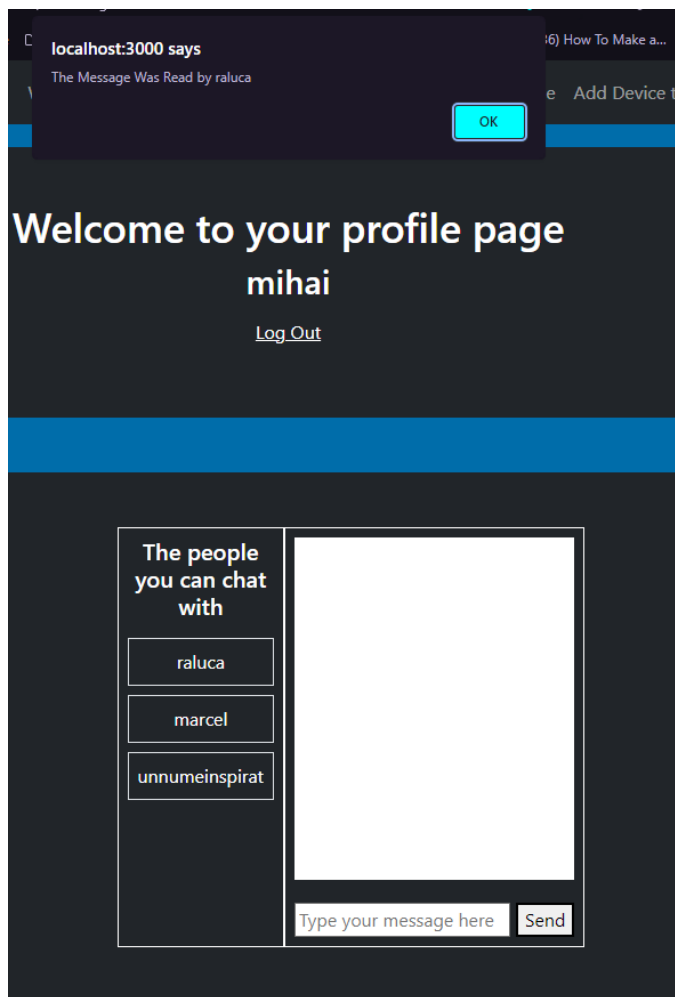 36) How To Make a...
localhost:3000 says
The Message Was Read by raluca
OK
Add Device t
Welcome to your profile page
mihai
Log Out
The people
you can chat
with
raluca
marcel
unnumeinspirat
Type your message here
Send